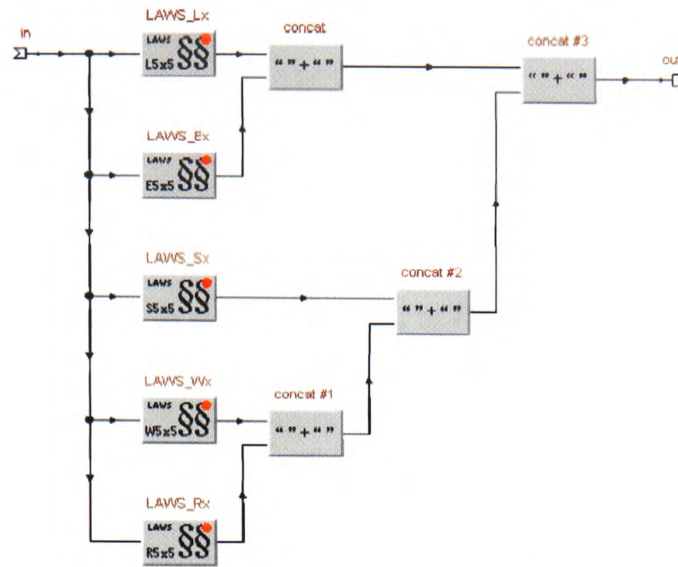 in
LAWS_Lx
LAWS §§
L5x5
concat
“ ” + “ ”
concat #3
“ ” + “ ”
out
LAWS_Ex
LAWS §§
E5x5
LAWS_Sx
LAWS §§
S5x5
concat #2
“ ” + “ ”
LAWS_Wx
LAWS §§
W5x5
concat #1
“ ” + “ ”
LAWS_Rx
LAWS §§
R5x5